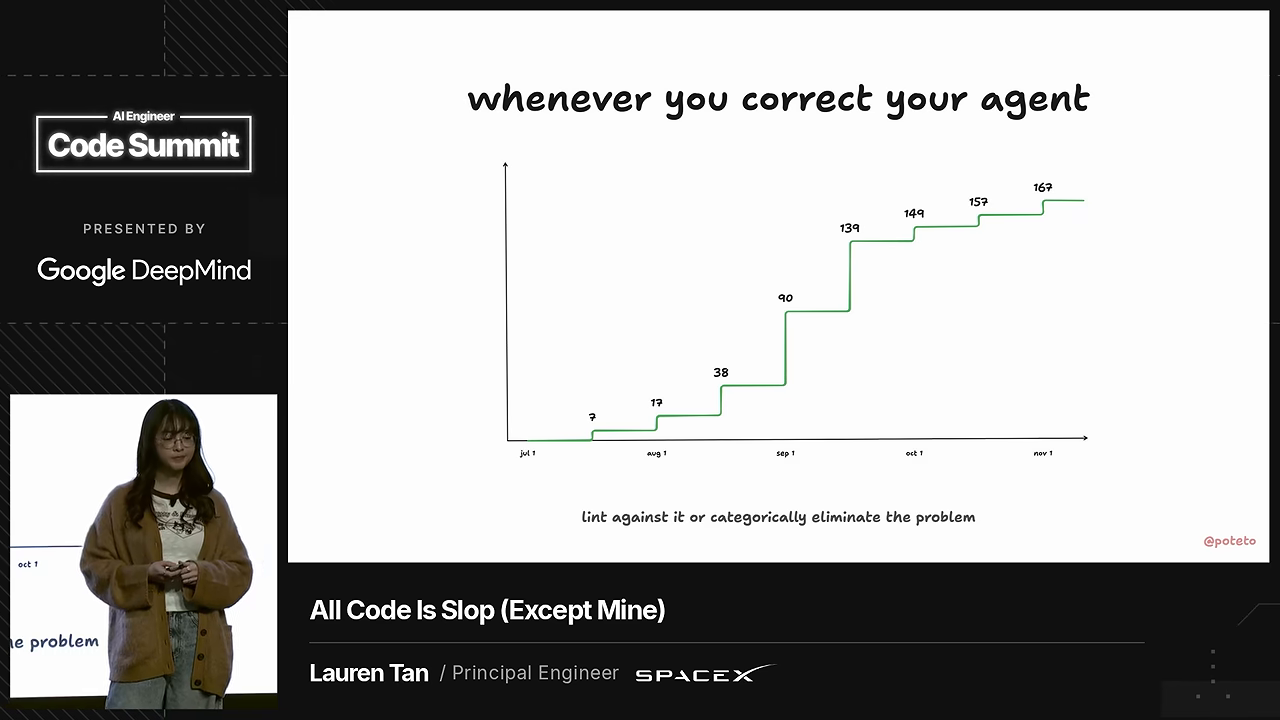 AI Engineer
Code Summit
PRESENTED BY
Google DeepMind
whenever you correct your agent
167
157
149
139
90
38
17
7
jul 1
aug 1
sep 1
oct 1
nov 1
lint against it or categorically eliminate the problem
@poteto
oct 1
e problem
All Code Is Slop (Except Mine)
Lauren Tan / Principal Engineer SPACEX